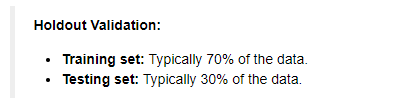 Holdout Validation:
• Training set: Typically 70% of the data.
• Testing set: Typically 30% of the data.